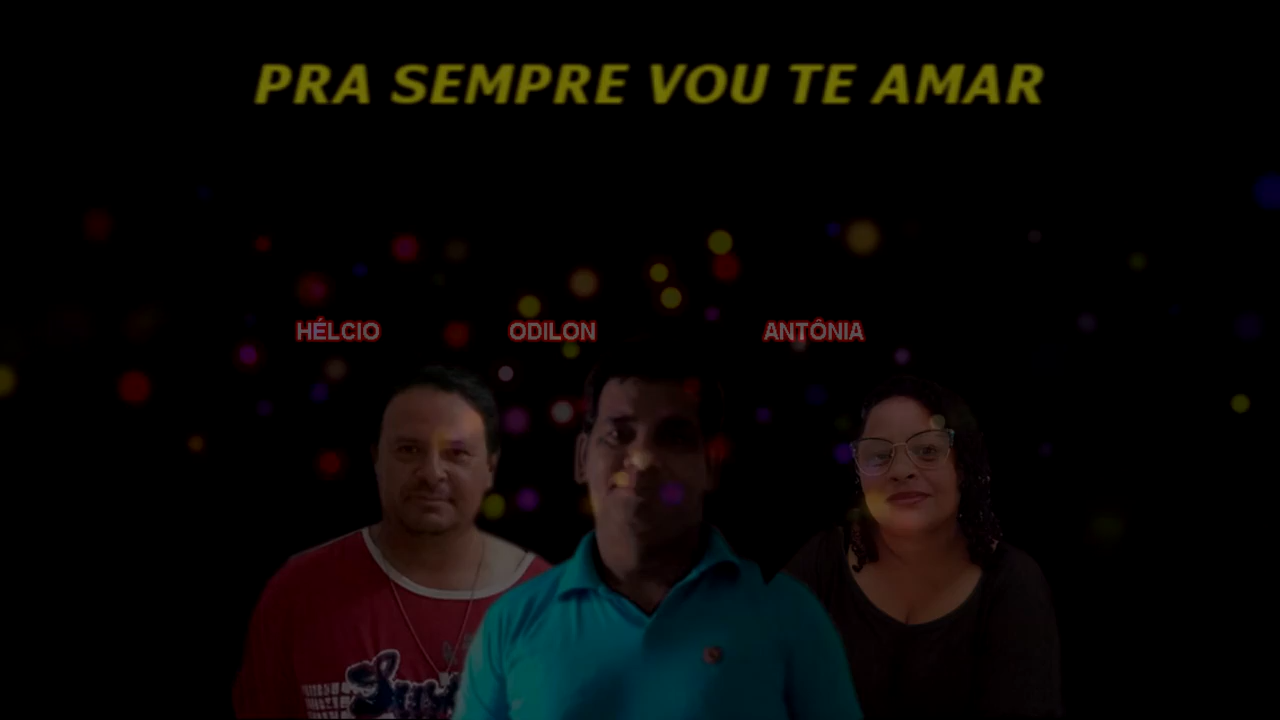 PRA SEMPRE VOU TE AMAR
HÉLCIO
ODILON
ANTÔNIA